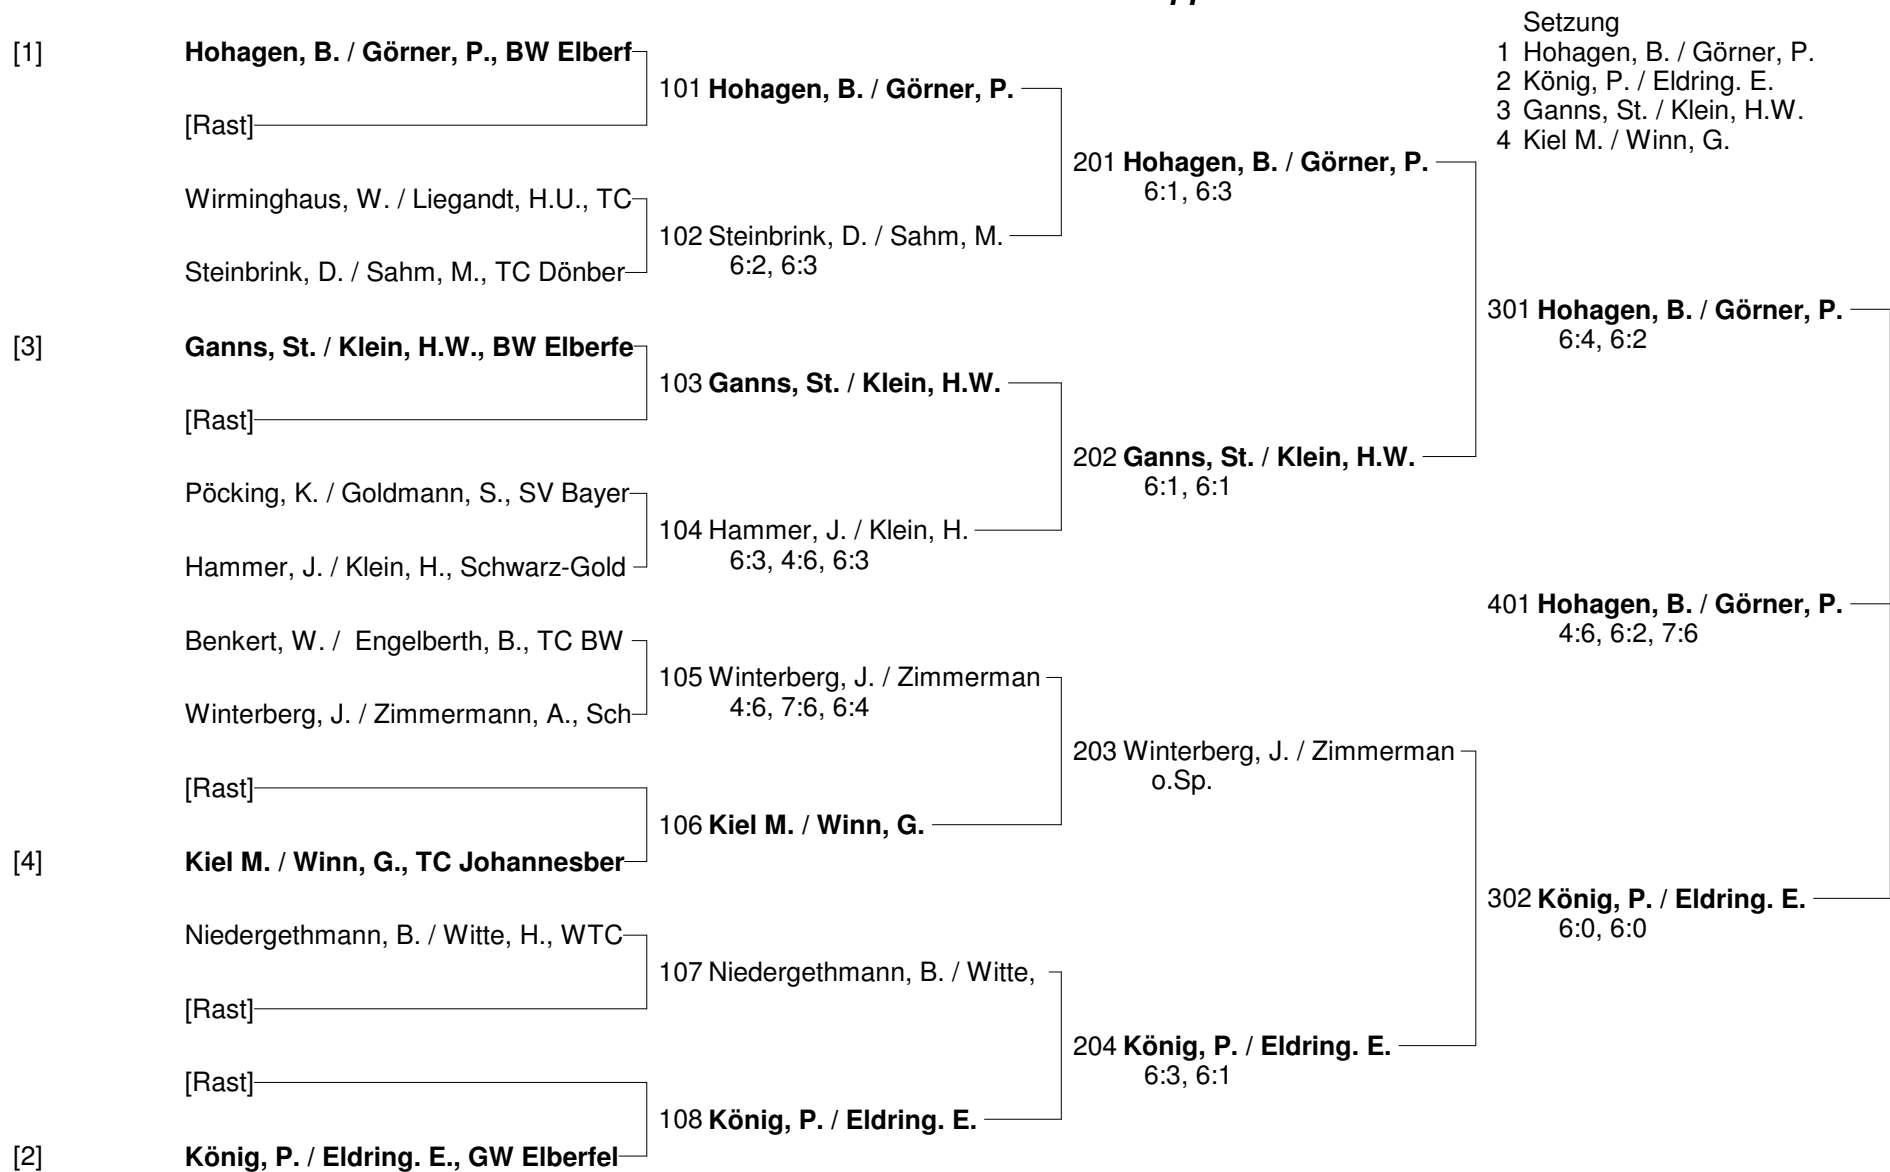 Setzung
1 Hohagen, B. / Görner, P.
2 König, P. / Eldring. E.
3 Ganns, St. / Klein, H.W.
4 Kiel M. / Winn, G.
[1] Hohagen, B. / Görner, P., BW Elberf
101 Hohagen, B. / Görner, P.
[Rast]
201 Hohagen, B. / Görner, P.
6:1, 6:3
Wirminghaus, W. / Liegandt, H.U., TC
102 Steinbrink, D. / Sahm, M.
6:2, 6:3
Steinbrink, D. / Sahm, M., TC Dönber
301 Hohagen, B. / Görner, P.
6:4, 6:2
[3] Ganns, St. / Klein, H.W., BW Elberfe
103 Ganns, St. / Klein, H.W.
[Rast]
202 Ganns, St. / Klein, H.W.
6:1, 6:1
Pöcking, K. / Goldmann, S., SV Bayer
104 Hammer, J. / Klein, H.
6:3, 4:6, 6:3
Hammer, J. / Klein, H., Schwarz-Gold
401 Hohagen, B. / Görner, P.
4:6, 6:2, 7:6
Benkert, W. / Engelberth, B., TC BW
105 Winterberg, J. / Zimmerman
4:6, 7:6, 6:4
Winterberg, J. / Zimmermann, A., Sch
203 Winterberg, J. / Zimmerman
o.Sp.
[Rast]
106 Kiel M. / Winn, G.
[4] Kiel M. / Winn, G., TC Johannesber
302 König, P. / Eldring. E.
6:0, 6:0
Niedergethmann, B. / Witte, H., WTC
107 Niedergethmann, B. / Witte,
[Rast]
204 König, P. / Eldring. E.
6:3, 6:1
[Rast]
108 König, P. / Eldring. E.
[2] König, P. / Eldring. E., GW Elberfel